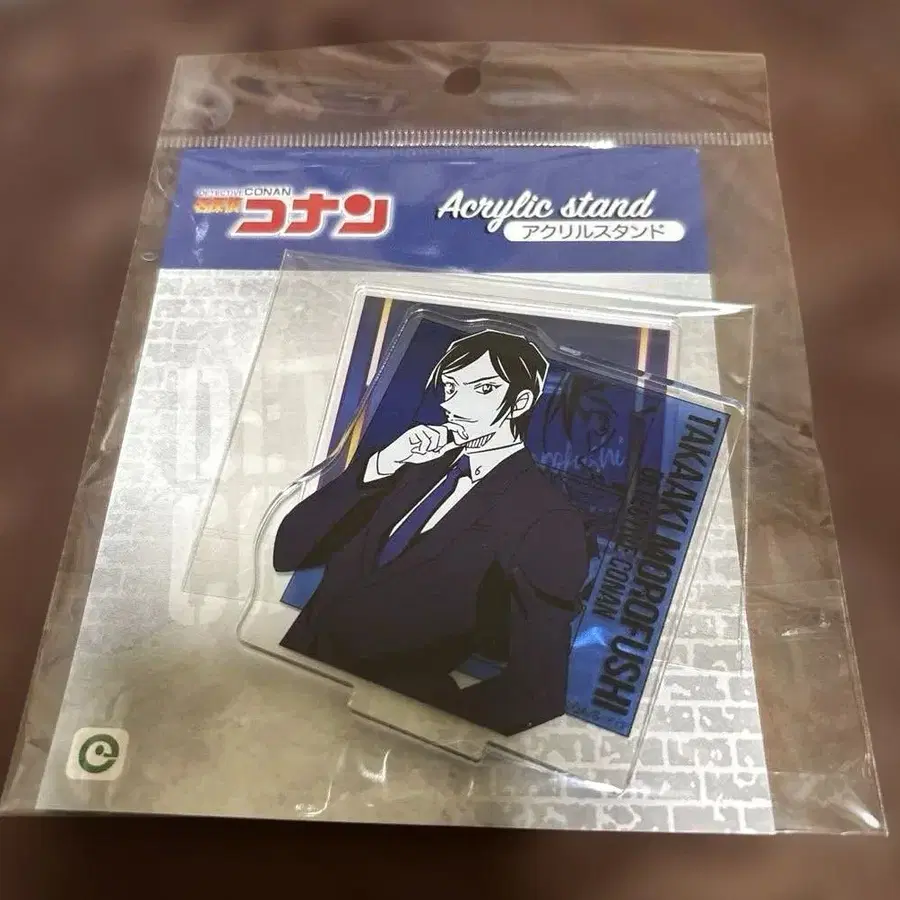 DETECTIVE CONAN
名探偵
コナン
Acrylic stand
アクリルスタンド
TAKAAKI MOROFUSHI
DETECTIVE CONAN